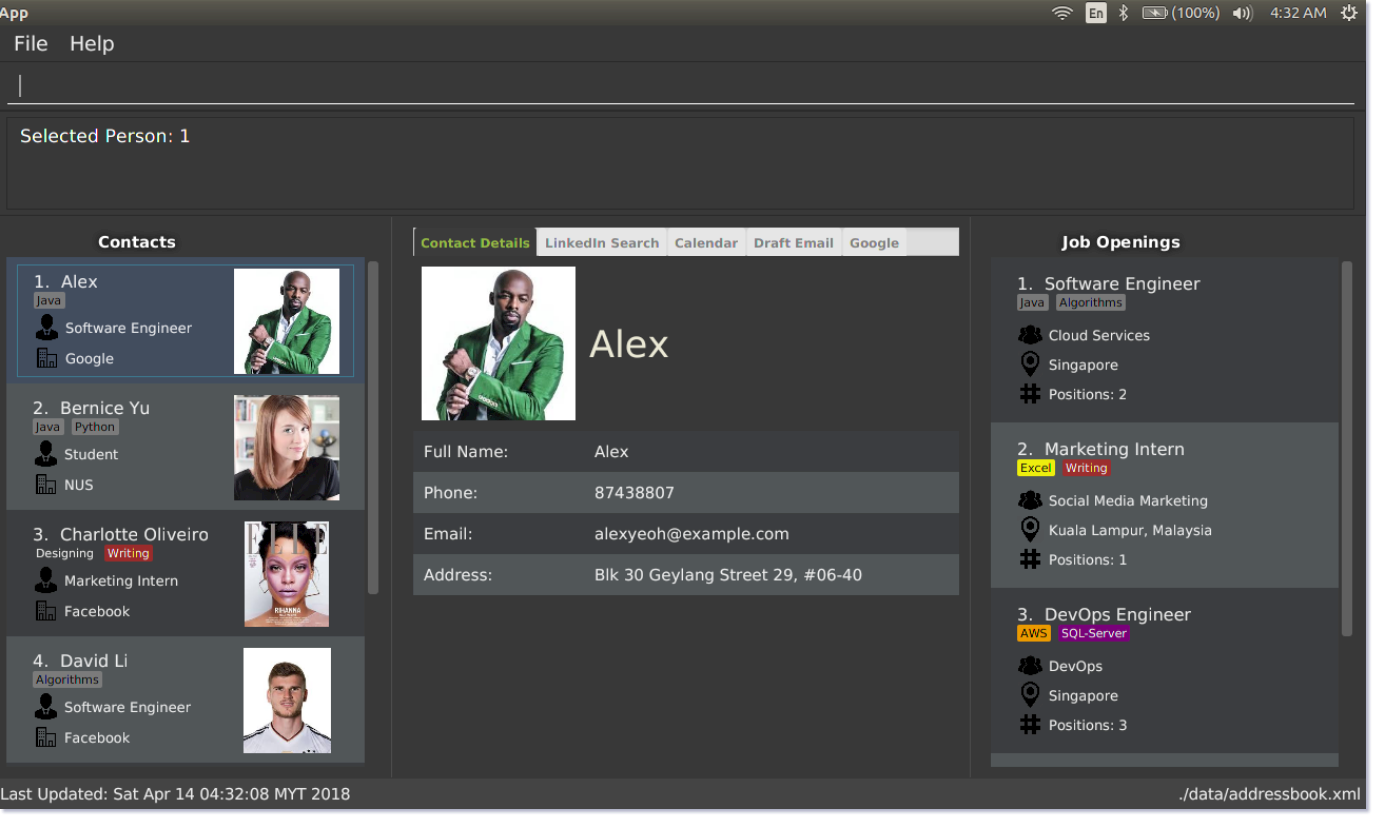 App
En (100%) 4:32 AM
File Help
Selected Person: 1
Contacts
1. Alex
Java
Software Engineer
Google
2. Bernice Yu
Java Python
Student
NUS
3. Charlotte Oliveiro
Designing Writing
Marketing Intern
Facebook
ELLE
RIHANNA
4. David Li
Algorithms
Software Engineer
Facebook
Contact Details LinkedIn Search Calendar Draft Email Google
Alex
Full Name: Alex
Phone: 87438807
Email: alexyeoh@example.com
Address: Blk 30 Geylang Street 29, #06-40
Job Openings
1. Software Engineer
Java Algorithms
Cloud Services
Singapore
Positions: 2
2. Marketing Intern
Excel Writing
Social Media Marketing
Kuala Lampur, Malaysia
Positions: 1
3. DevOps Engineer
AWS SQL-Server
DevOps
Singapore
Positions: 3
Last Updated: Sat Apr 14 04:32:08 MYT 2018
./data/addressbook.xml